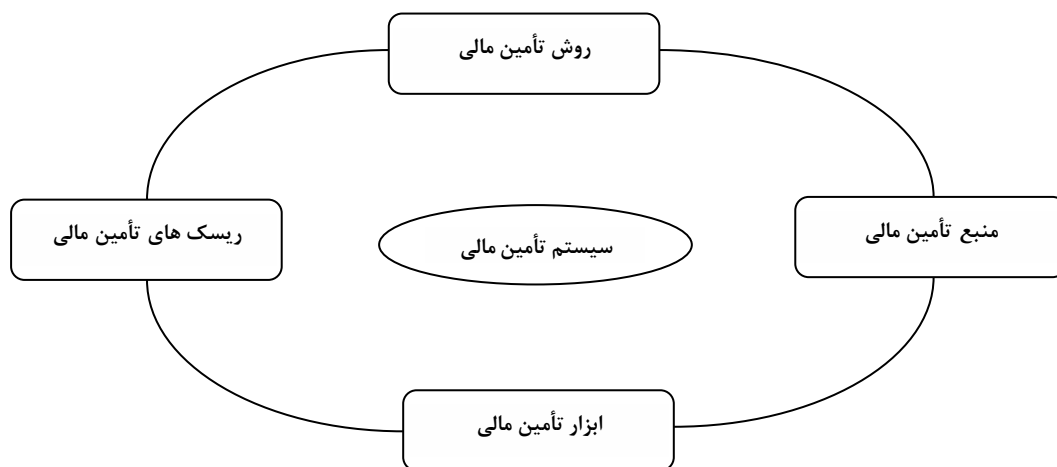 روش تأمین مالی
منبع تأمین مالی
سیستم تأمین مالی
ریسک های تأمین مالی
ابزار تأمین مالی